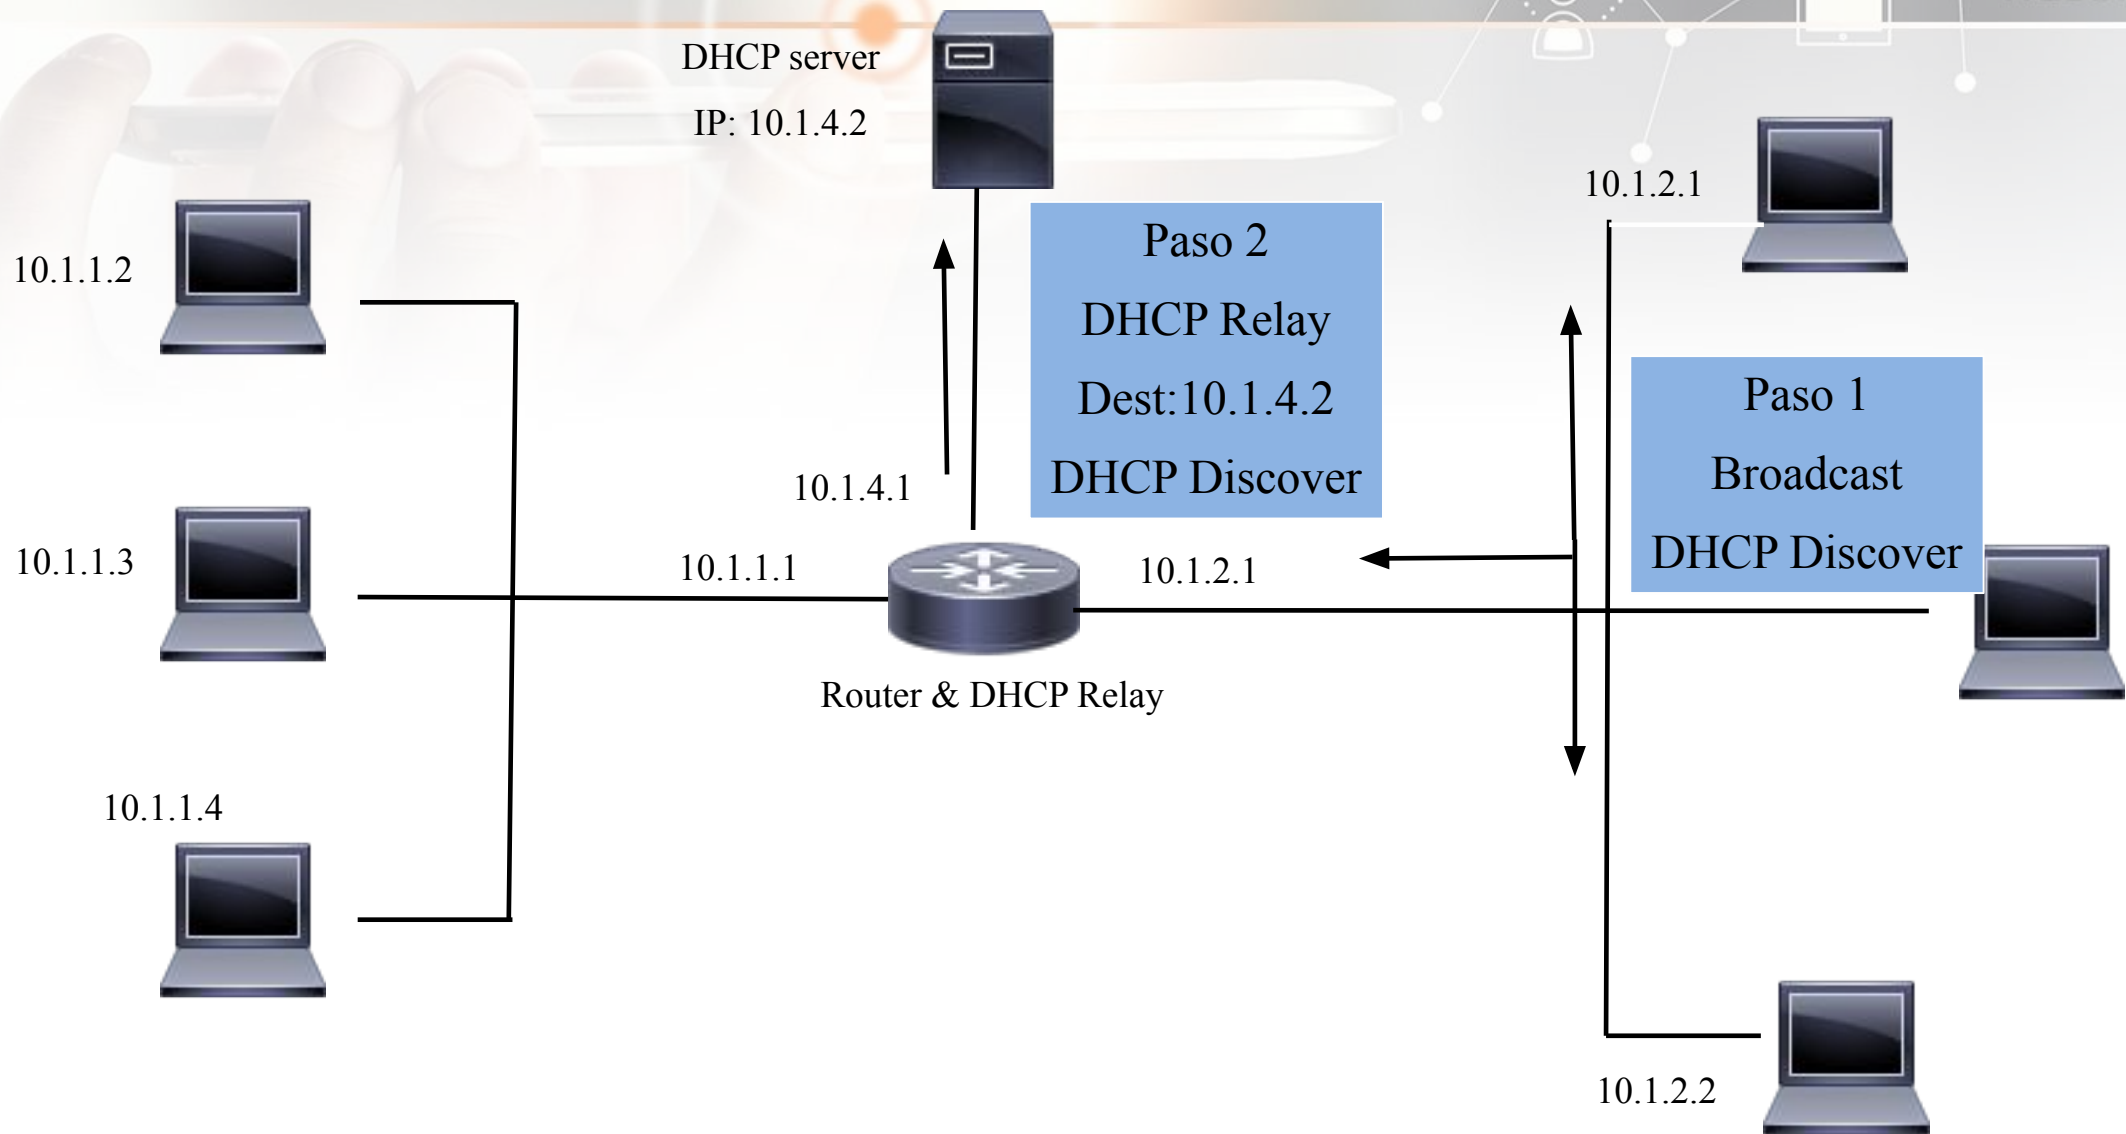 DHCP server
IP: 10.1.4.2
10.1.2.1
Paso 2
DHCP Relay
Dest:10.1.4.2
DHCP Discover
10.1.1.2
Paso 1
Broadcast
DHCP Discover
10.1.4.1
10.1.1.3
10.1.1.1
10.1.2.1
Router & DHCP Relay
10.1.1.4
10.1.2.2